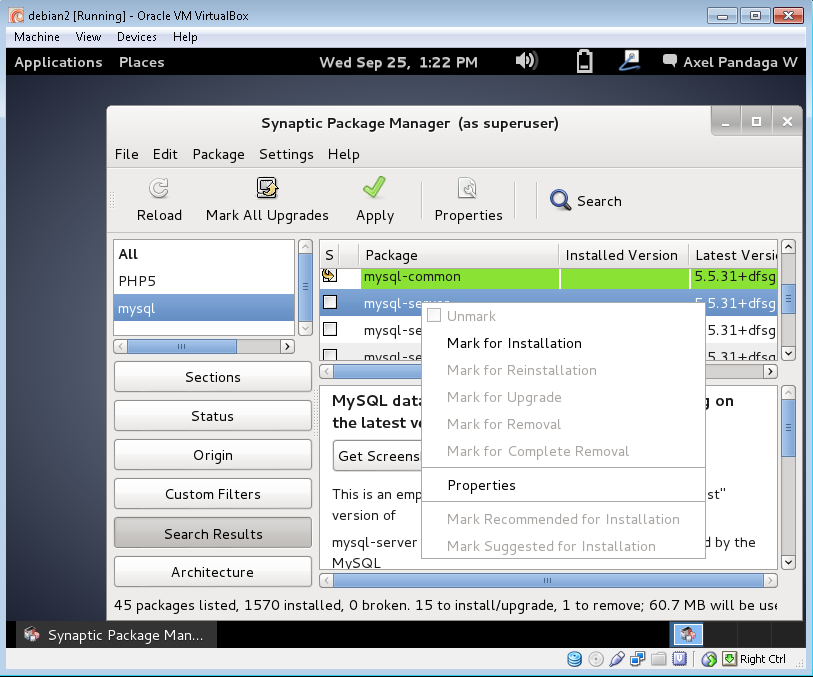 debian2 [Running] - Oracle VM VirtualBox
Machine View Devices Help
Applications Places Wed Sep 25, 1:22 PM Axel Pandaga W
Synaptic Package Manager (as superuser)
File Edit Package Settings Help
Reload Mark All Upgrades Apply Properties Search
All
PHP5
mysql
Sections
Status
Origin
Custom Filters
Search Results
Architecture
S Package Installed Version Latest Versi
mysql-common 5.5.31+dfsg
mysql-server 5.5.31+dfsg
mysql-se 5.31+dfsg
mysql-se 5.31+dfsg
Unmark
Mark for Installation
Mark for Reinstallation
Mark for Upgrade
Mark for Removal
Mark for Complete Removal
Properties
Mark Recommended for Installation
Mark Suggested for Installation
MySQL data g on
the latest ve
Get Screens
This is an emp st"
version of
mysql-server d by the
MySQL
45 packages listed, 1570 installed, 0 broken. 15 to install/upgrade, 1 to remove; 60.7 MB will be use
Synaptic Package Man...
Right Ctrl